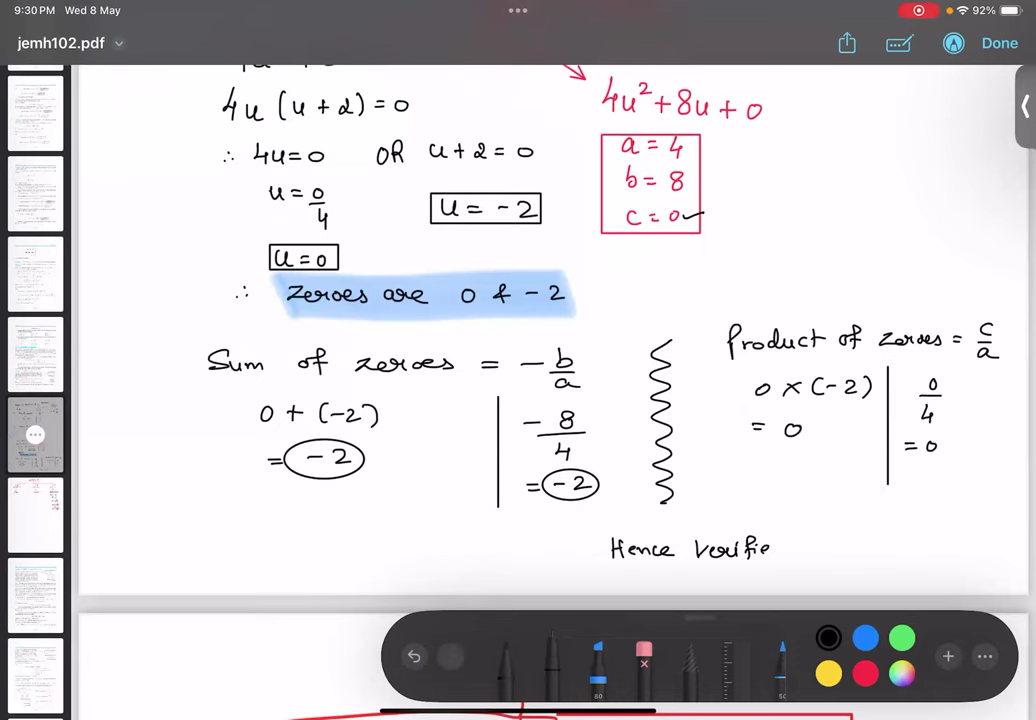 9:30 PM Wed 8 May
92%
jemh102.pdf
Done
4u (u + 2) = 0
4u² + 8u + 0
∴ 4u = 0 OR u + 2 = 0
a = 4
b = 8
c = 0
u = 0/4
u = -2
u = 0
∴ Zeroes are 0 & -2
Sum of zeroes = - b/a
0 + (-2)
= -2
- 8/4
= -2
Product of zeroes = c/a
0 × (-2)
= 0
0/4
= 0
Hence Verifie
80
50